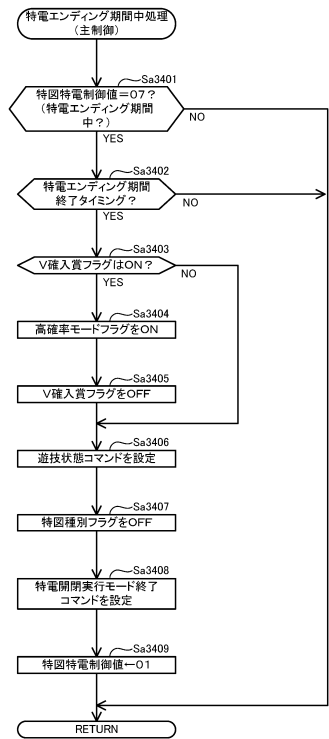 特電エンディング期間中処理
（主制御）
Sa3401
特図特電制御値＝07？
（特電エンディング期間
中？）
NO
YES
Sa3402
特電エンディング期間
終了タイミング？
NO
YES
Sa3403
V確入賞フラグはON？
NO
YES
Sa3404
高確率モードフラグをON
Sa3405
V確入賞フラグをOFF
Sa3406
遊技状態コマンドを設定
Sa3407
特図種別フラグをOFF
Sa3408
特電開閉実行モード終了
コマンドを設定
Sa3409
特図特電制御値←01
RETURN